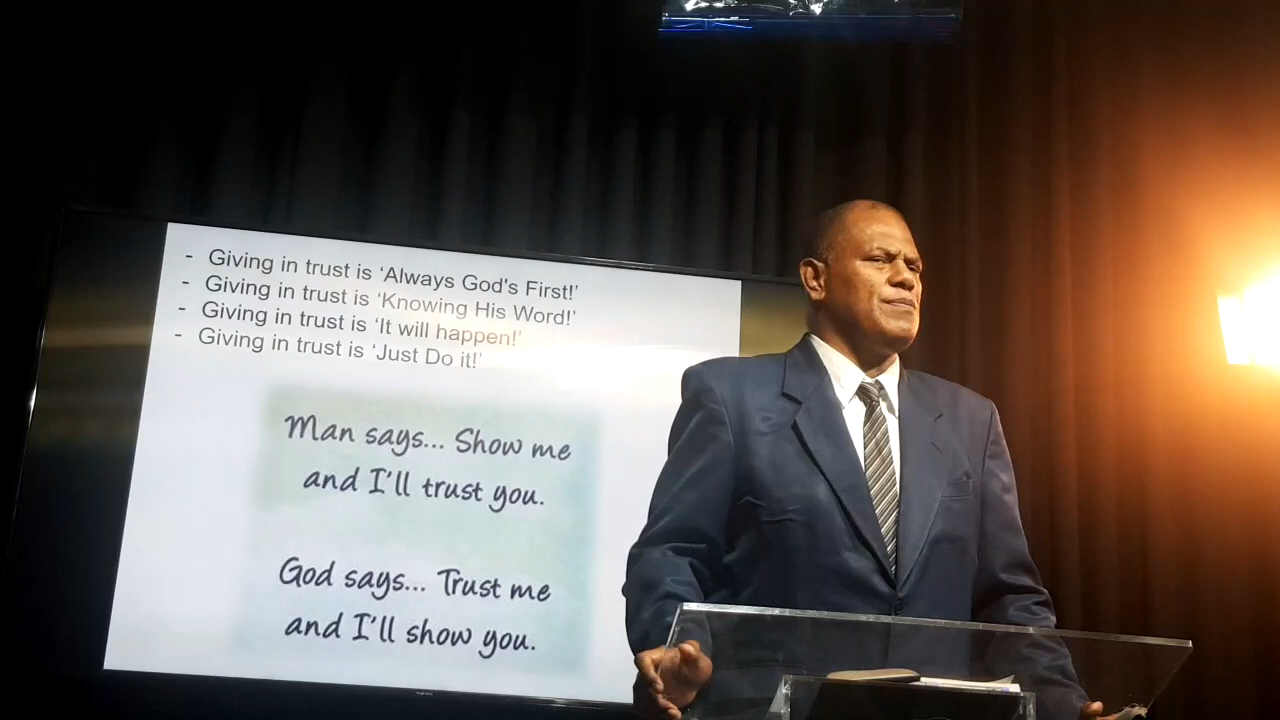 - Giving in trust is ‘Always God's First!’
- Giving in trust is ‘Knowing His Word!’
- Giving in trust is ‘It will happen!’
- Giving in trust is ‘Just Do it!’
Man says... Show me
and I'll trust you.
God says... Trust me
and I'll show you.